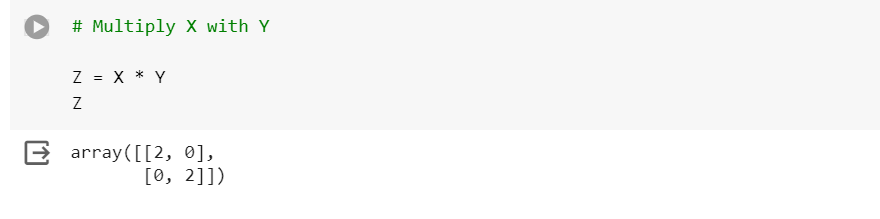 # Multiply X with Y
Z = X * Y
Z
array([[2, 0],
       [0, 2]])